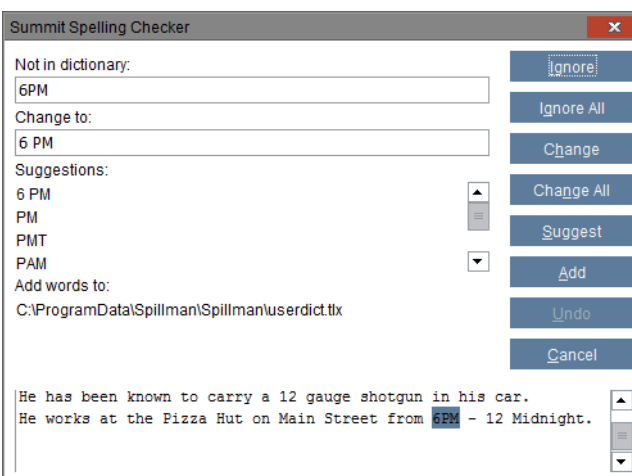 Summit Spelling Checker
Not in dictionary:
6PM
Change to:
6 PM
Suggestions:
6 PM
PM
PMT
PAM
Add words to:
C:\ProgramData\Spillman\Spillman\userdict.tlx
Ignore
Ignore All
Change
Change All
Suggest
Add
Undo
Cancel
He has been known to carry a 12 gauge shotgun in his car.
He works at the Pizza Hut on Main Street from 6PM - 12 Midnight.